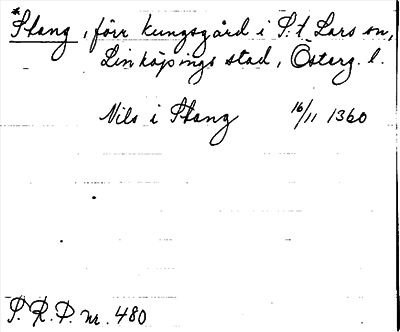 *Stang, förr kungsgård i S:t Lars sn,
Linköpings stad, Österg. l.
Nils i Stang 16/11 1360
S.R.P. nr. 480